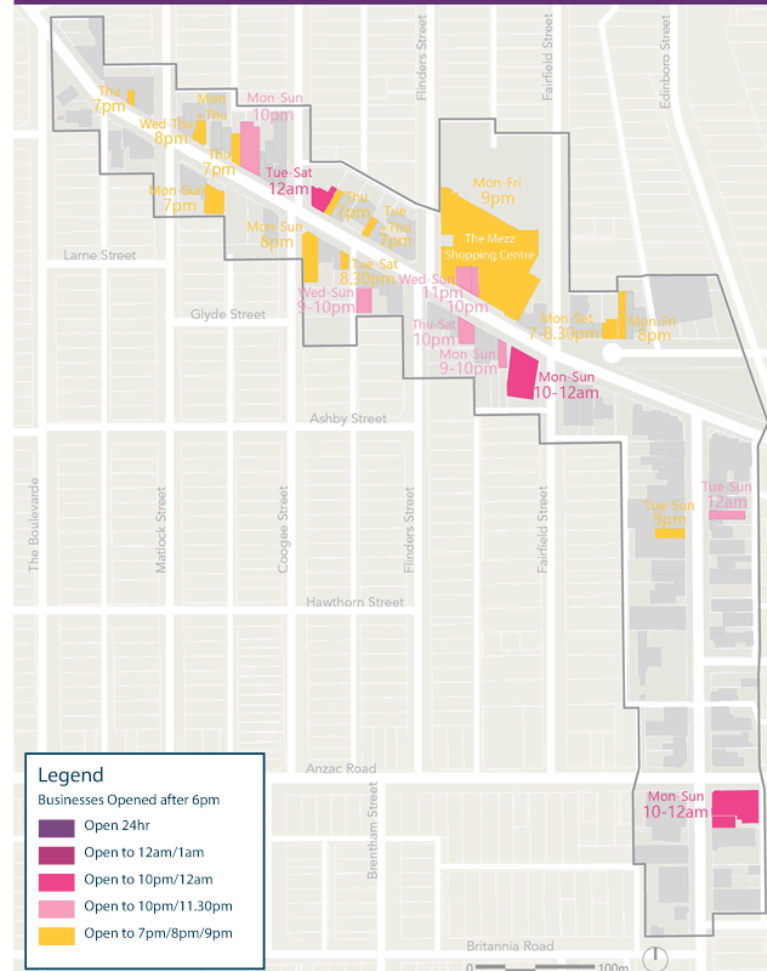 Flinders Street
Fairfield Street
Edinboro Street
Thu
7pm
Wed-Thu
8pm
Mon
- Thu
Thu
7pm
Mon-Sun
10pm
Tue-Sat
12am
Mon-Sun
7pm
Thu
7pm
Tue
+Thu
7pm
Mon-Fri
9pm
The Mezz
Shopping Centre
Mon-Sun
8pm
Tue-Sat
8.30pm
Wed-Sun
9-10pm
Wed-Sun
11pm
10pm
Thu-Sat
10pm
Mon-Sun
9-10pm
Mon-Sat
7-8.30pm
Mon-Fri
8pm
Mon-Sun
10-12am
Larne Street
Glyde Street
Ashby Street
The Boulevarde
Matlock Street
Coogee Street
Flinders Street
Fairfield Street
Tue-Sun
9pm
Tue-Sun
12am
Hawthorn Street
Anzac Road
Brentham Street
Mon-Sun
10-12am
Legend
Businesses Opened after 6pm
Open 24hr
Open to 12am/1am
Open to 10pm/12am
Open to 10pm/11.30pm
Open to 7pm/8pm/9pm
Britannia Road
0 100m